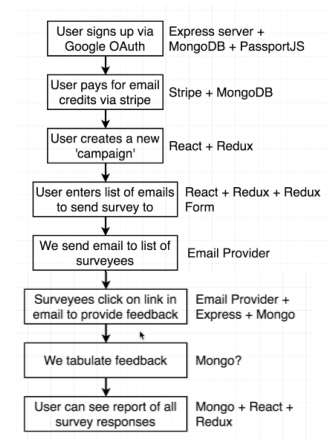 User signs up via
Google OAuth
Express server +
MongoDB + PassportJS
User pays for email
credits via stripe
Stripe + MongoDB
User creates a new
'campaign'
React + Redux
User enters list of emails
to send survey to
React + Redux + Redux
Form
We send email to list of
surveyees
Email Provider
Surveyees click on link in
email to provide feedback
Email Provider +
Express + Mongo
We tabulate feedback
Mongo?
User can see report of all
survey responses
Mongo + React +
Redux